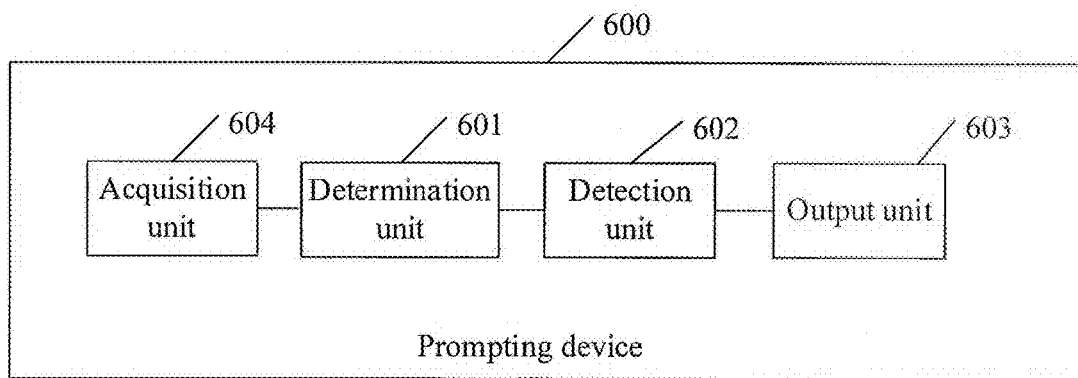 600
604
601
602
603
Acquisition
unit
Determination
unit
Detection
unit
Output unit
Prompting device